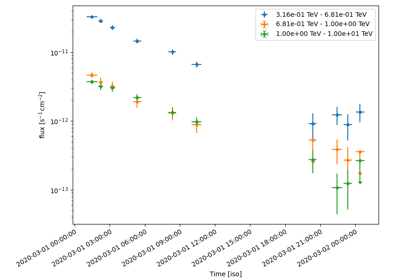 3.16e-01 TeV - 6.81e-01 TeV
6.81e-01 TeV - 1.00e+00 TeV
1.00e+00 TeV - 1.00e+01 TeV
10⁻¹¹
10⁻¹²
10⁻¹³
flux [s⁻¹ cm⁻²]
2020-03-01 00:00:00
2020-03-01 03:00:00
2020-03-01 06:00:00
2020-03-01 09:00:00
2020-03-01 12:00:00
2020-03-01 15:00:00
2020-03-01 18:00:00
2020-03-01 21:00:00
2020-03-02 00:00:00
Time [iso]